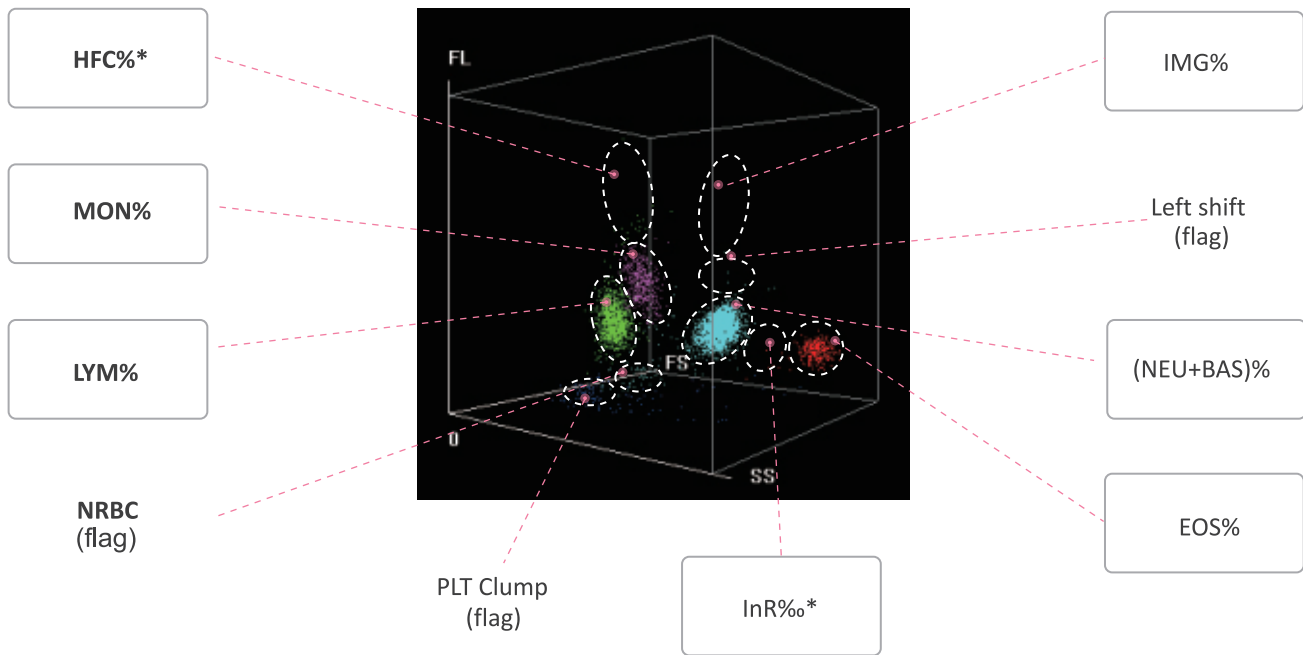 HFC%*
MON%
LYM%
NRBC
(flag)
PLT Clump
(flag)
FL
FS
0
SS
InR‰*
IMG%
Left shift
(flag)
(NEU+BAS)%
EOS%